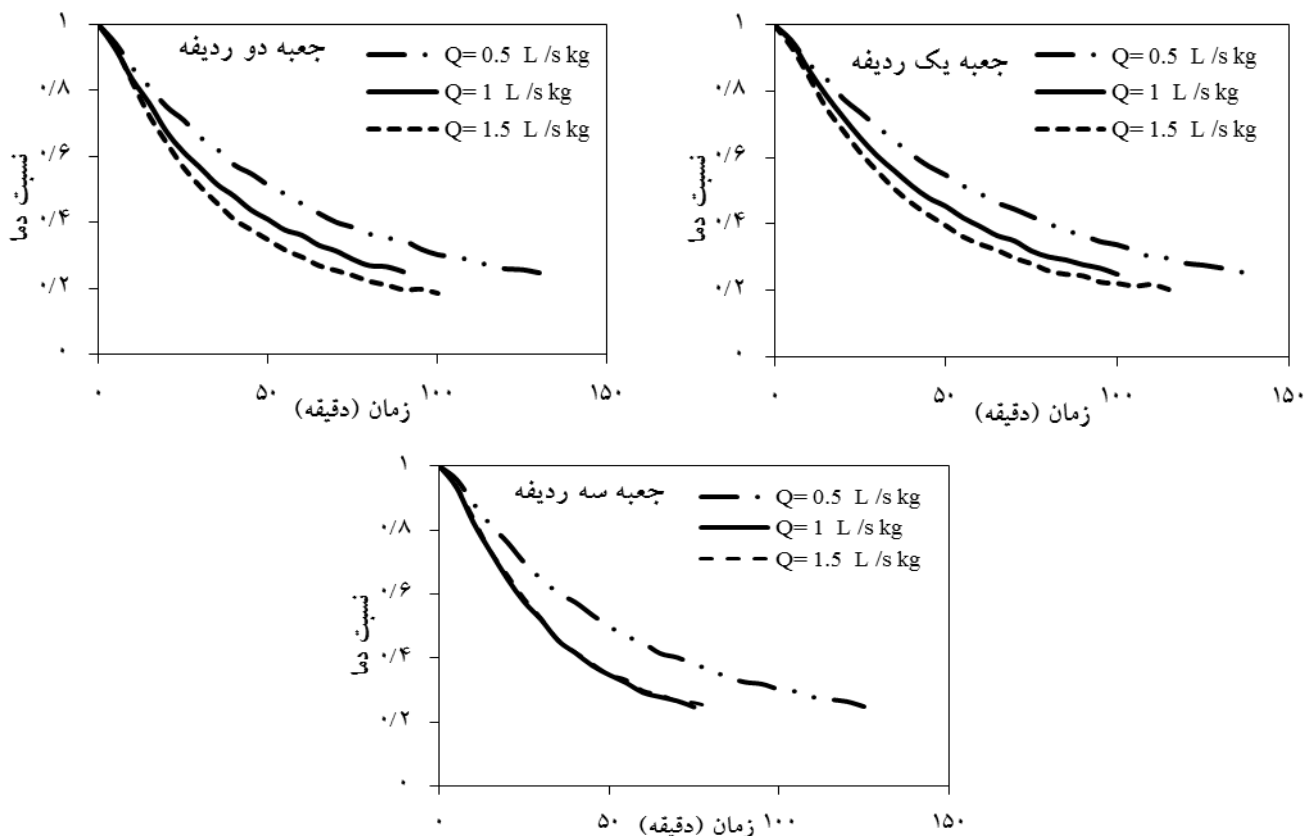 جعبه دو ردیفه
Q= 0.5 L /s kg
Q= 1 L /s kg
Q= 1.5 L /s kg
نسبت دما
۱
۰/۸
۰/۶
۰/۴
۰/۲
۰
۰
۵۰
۱۰۰
۱۵۰
زمان (دقیقه)
جعبه یک ردیفه
Q= 0.5 L /s kg
Q= 1 L /s kg
Q= 1.5 L /s kg
نسبت دما
۱
۰/۸
۰/۶
۰/۴
۰/۲
۰
۰
۵۰
۱۰۰
۱۵۰
زمان (دقیقه)
جعبه سه ردیفه
Q= 0.5 L /s kg
Q= 1 L /s kg
Q= 1.5 L /s kg
نسبت دما
۱
۰/۸
۰/۶
۰/۴
۰/۲
۰
۰
۵۰
۱۰۰
۱۵۰
زمان (دقیقه)